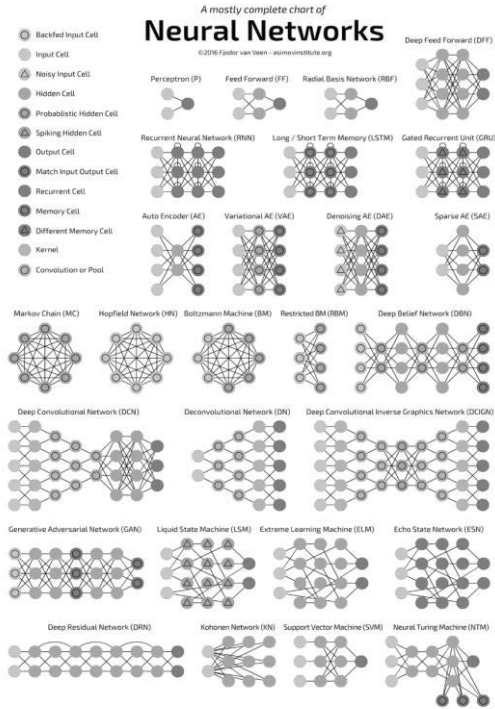 A mostly complete chart of
Neural Networks
©2016 Fjodor van Veen - asimovinstitute.org
Backfed Input Cell
Input Cell
Noisy Input Cell
Hidden Cell
Probablistic Hidden Cell
Spiking Hidden Cell
Output Cell
Match Input Output Cell
Recurrent Cell
Memory Cell
Different Memory Cell
Kernel
Convolution or Pool
Deep Feed Forward (DFF)
Perceptron (P) Feed Forward (FF) Radial Basis Network (RBF)
Recurrent Neural Network (RNN) Long / Short Term Memory (LSTM) Gated Recurrent Unit (GRU)
Auto Encoder (AE) Variational AE (VAE) Denoising AE (DAE) Sparse AE (SAE)
Markov Chain (MC) Hopfield Network (HN) Boltzmann Machine (BM) Restricted BM (RBM) Deep Belief Network (DBN)
Deep Convolutional Network (DCN) Deconvolutional Network (DN) Deep Convolutional Inverse Graphics Network (DCIGN)
Generative Adversarial Network (GAN) Liquid State Machine (LSM) Extreme Learning Machine (ELM) Echo State Network (ESN)
Deep Residual Network (DRN) Kohonen Network (KN) Support Vector Machine (SVM) Neural Turing Machine (NTM)